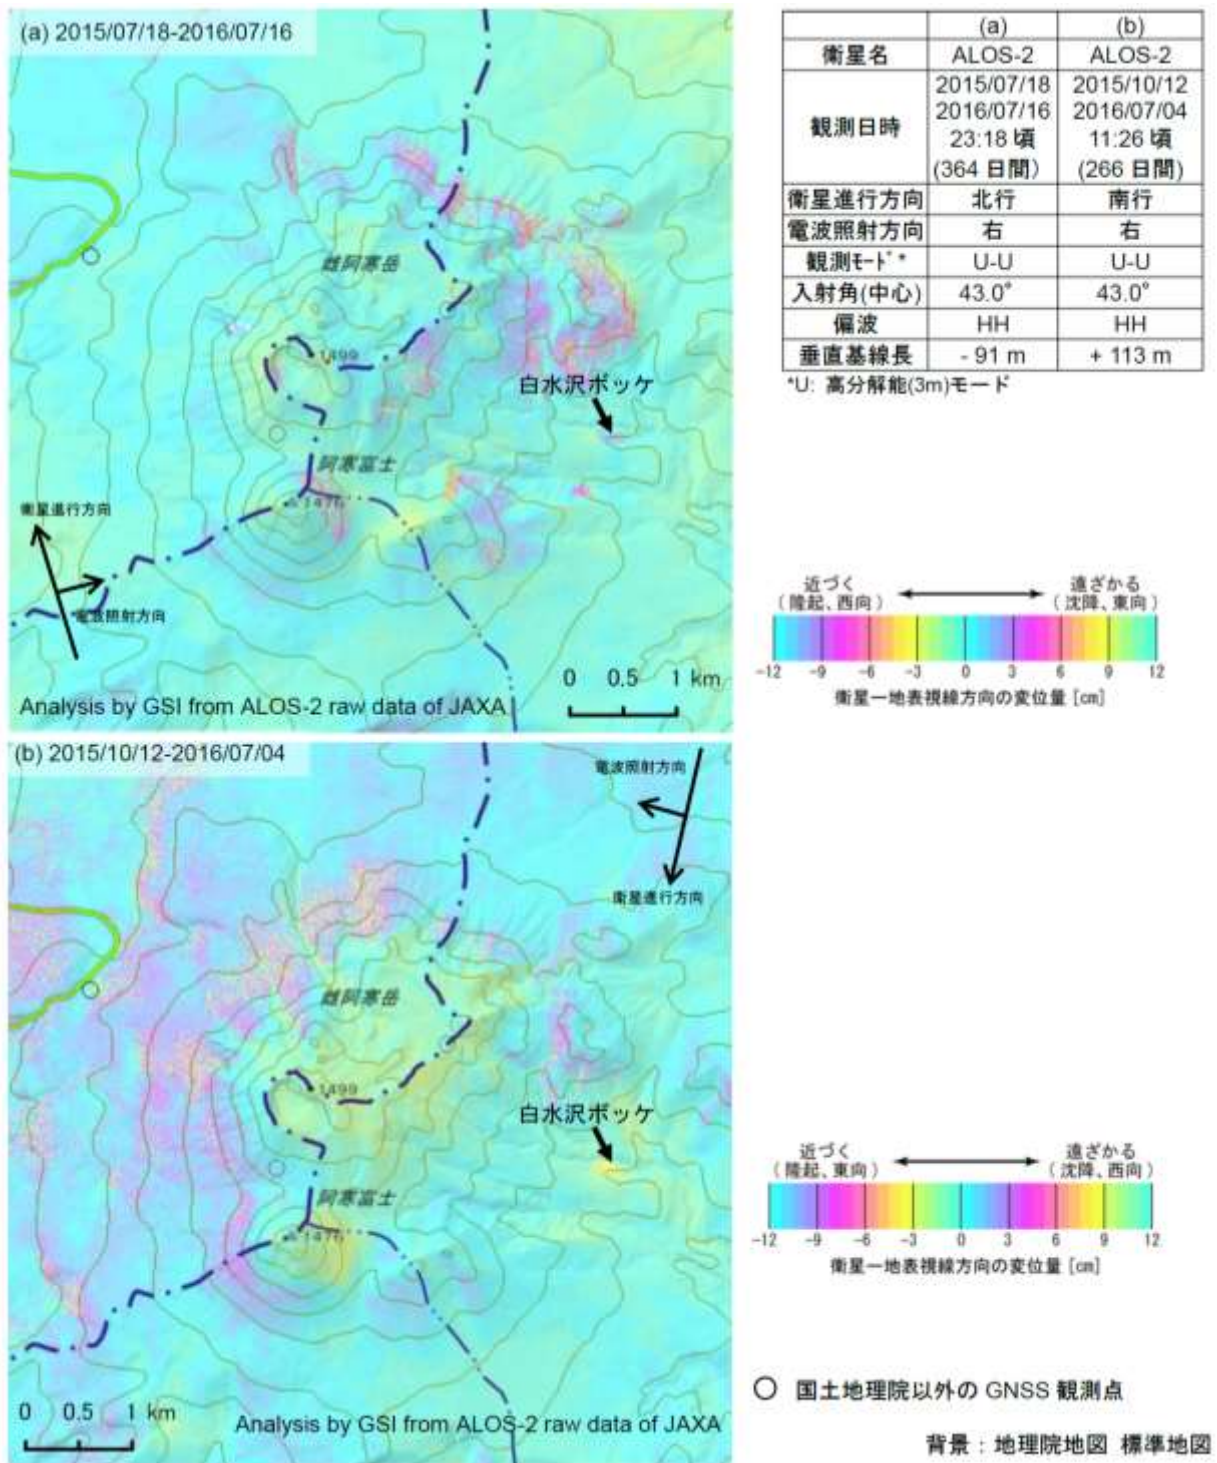 (a) 2015/07/18-2016/07/16
雌阿寒岳
1499
白水沢ポッケ
阿寒富士
1476
衛星進行方向
電波照射方向
0 0.5 1 km
Analysis by GSI from ALOS-2 raw data of JAXA
(a) (b)
衛星名 ALOS-2 ALOS-2
観測日時 2015/07/18 2016/07/16 23:18 頃 (364 日間) 2015/10/12 2016/07/04 11:26 頃 (266 日間)
衛星進行方向 北行 南行
電波照射方向 右 右
観測ﾓｰﾄﾞ* U-U U-U
入射角(中心) 43.0° 43.0°
偏波 HH HH
垂直基線長 - 91 m + 113 m
*U: 高分解能(3m)モード
近づく 遠ざかる
(隆起、西向) (沈降、東向)
-12 -9 -6 -3 0 3 6 9 12
衛星－地表視線方向の変位量 [cm]
(b) 2015/10/12-2016/07/04
電波照射方向
衛星進行方向
雌阿寒岳
1499
白水沢ポッケ
阿寒富士
1476
0 0.5 1 km
Analysis by GSI from ALOS-2 raw data of JAXA
近づく 遠ざかる
(隆起、東向) (沈降、西向)
-12 -9 -6 -3 0 3 6 9 12
衛星－地表視線方向の変位量 [cm]
○ 国土地理院以外の GNSS 観測点
背景：地理院地図 標準地図